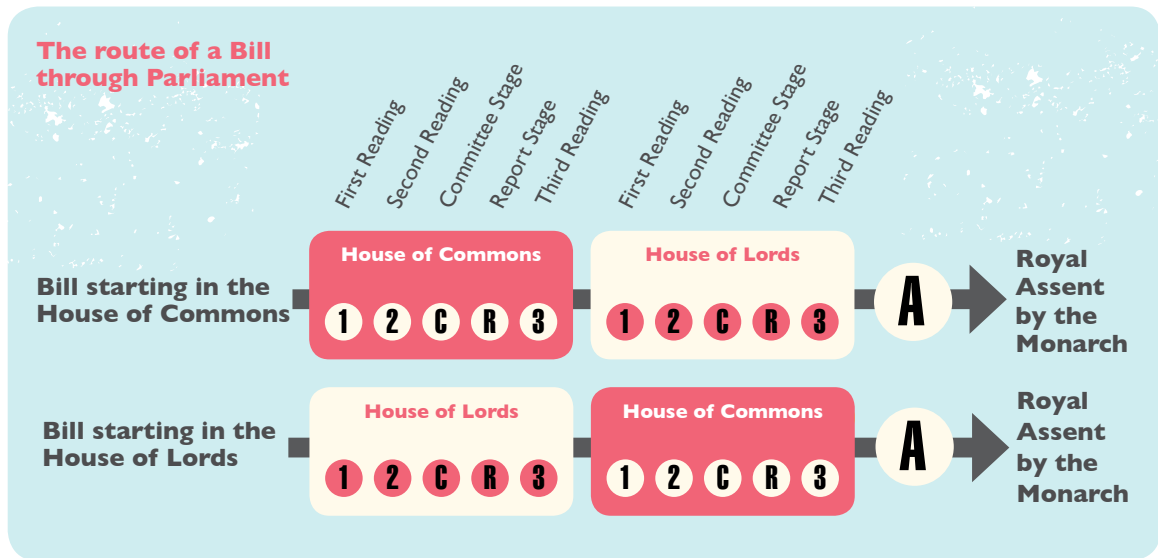 The route of a Bill
through Parliament
First Reading
Second Reading
Committee Stage
Report Stage
Third Reading
First Reading
Second Reading
Committee Stage
Report Stage
Third Reading
Bill starting in the
House of Commons
House of Commons
1 2 C R 3
House of Lords
1 2 C R 3
A
Royal
Assent
by the
Monarch
Bill starting in the
House of Lords
House of Lords
1 2 C R 3
House of Commons
1 2 C R 3
A
Royal
Assent
by the
Monarch